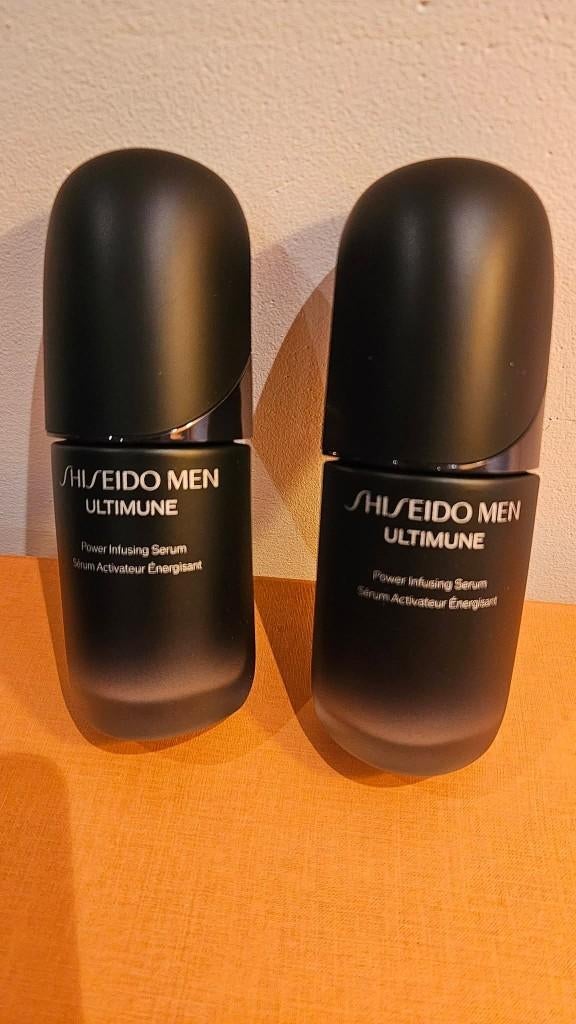 SHISEIDO MEN
ULTIMUNE
Power Infusing Serum
Sérum Activateur Énergisant
SHISEIDO MEN
ULTIMUNE
Power Infusing Serum
Sérum Activateur Énergisant